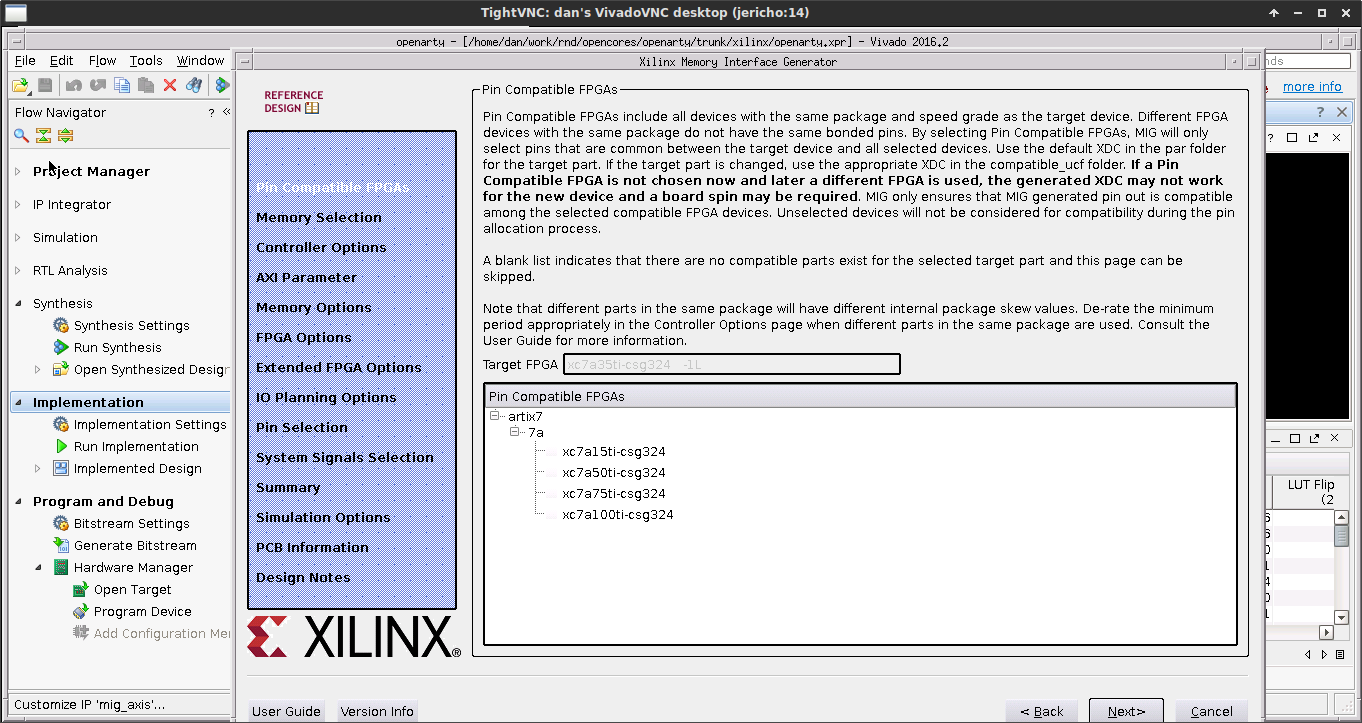 TightVNC: dan's VivadoVNC desktop (jericho:14)
openarty - [/home/dan/work/rnd/opencores/openarty/trunk/xilinx/openarty.xpr] - Vivado 2016.2
File Edit Flow Tools Window
Xilinx Memory Interface Generator
nds
more info
Flow Navigator
? «
Project Manager
IP Integrator
Simulation
RTL Analysis
Synthesis
Synthesis Settings
Run Synthesis
Open Synthesized Design
Implementation
Implementation Settings
Run Implementation
Implemented Design
Program and Debug
Bitstream Settings
Generate Bitstream
Hardware Manager
Open Target
Program Device
Add Configuration Me
Customize IP 'mig_axis'...
REFERENCE
DESIGN
Pin Compatible FPGAs
Memory Selection
Controller Options
AXI Parameter
Memory Options
FPGA Options
Extended FPGA Options
IO Planning Options
Pin Selection
System Signals Selection
Summary
Simulation Options
PCB Information
Design Notes
XILINX®
Pin Compatible FPGAs
Pin Compatible FPGAs include all devices with the same package and speed grade as the target device. Different FPGA
devices with the same package do not have the same bonded pins. By selecting Pin Compatible FPGAs, MIG will only
select pins that are common between the target device and all selected devices. Use the default XDC in the par folder
for the target part. If the target part is changed, use the appropriate XDC in the compatible_ucf folder. If a Pin
Compatible FPGA is not chosen now and later a different FPGA is used, the generated XDC may not work
for the new device and a board spin may be required. MIG only ensures that MIG generated pin out is compatible
among the selected compatible FPGA devices. Unselected devices will not be considered for compatibility during the pin
allocation process.
A blank list indicates that there are no compatible parts exist for the selected target part and this page can be
skipped.
Note that different parts in the same package will have different internal package skew values. De-rate the minimum
period appropriately in the Controller Options page when different parts in the same package are used. Consult the
User Guide for more information.
Target FPGA xc7a35ti-csg324 -1L
Pin Compatible FPGAs
artix7
7a
xc7a15ti-csg324
xc7a50ti-csg324
xc7a75ti-csg324
xc7a100ti-csg324
User Guide Version Info < Back Next> Cancel
?
?
LUT Flip
(2
6
6
0
1
4
0
1